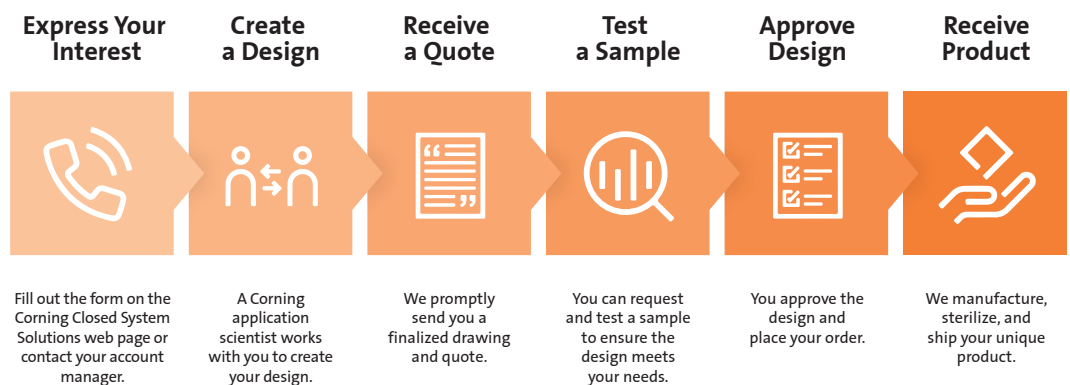 Express Your
Interest
Create
a Design
Receive
a Quote
Test
a Sample
Approve
Design
Receive
Product
“
”
Fill out the form on the
Corning Closed System
Solutions web page or
contact your account
manager.
A Corning
application
scientist works
with you to create
your design.
We promptly
send you a
finalized drawing
and quote.
You can request
and test a sample
to ensure the
design meets
your needs.
You approve the
design and
place your order.
We manufacture,
sterilize, and
ship your unique
product.